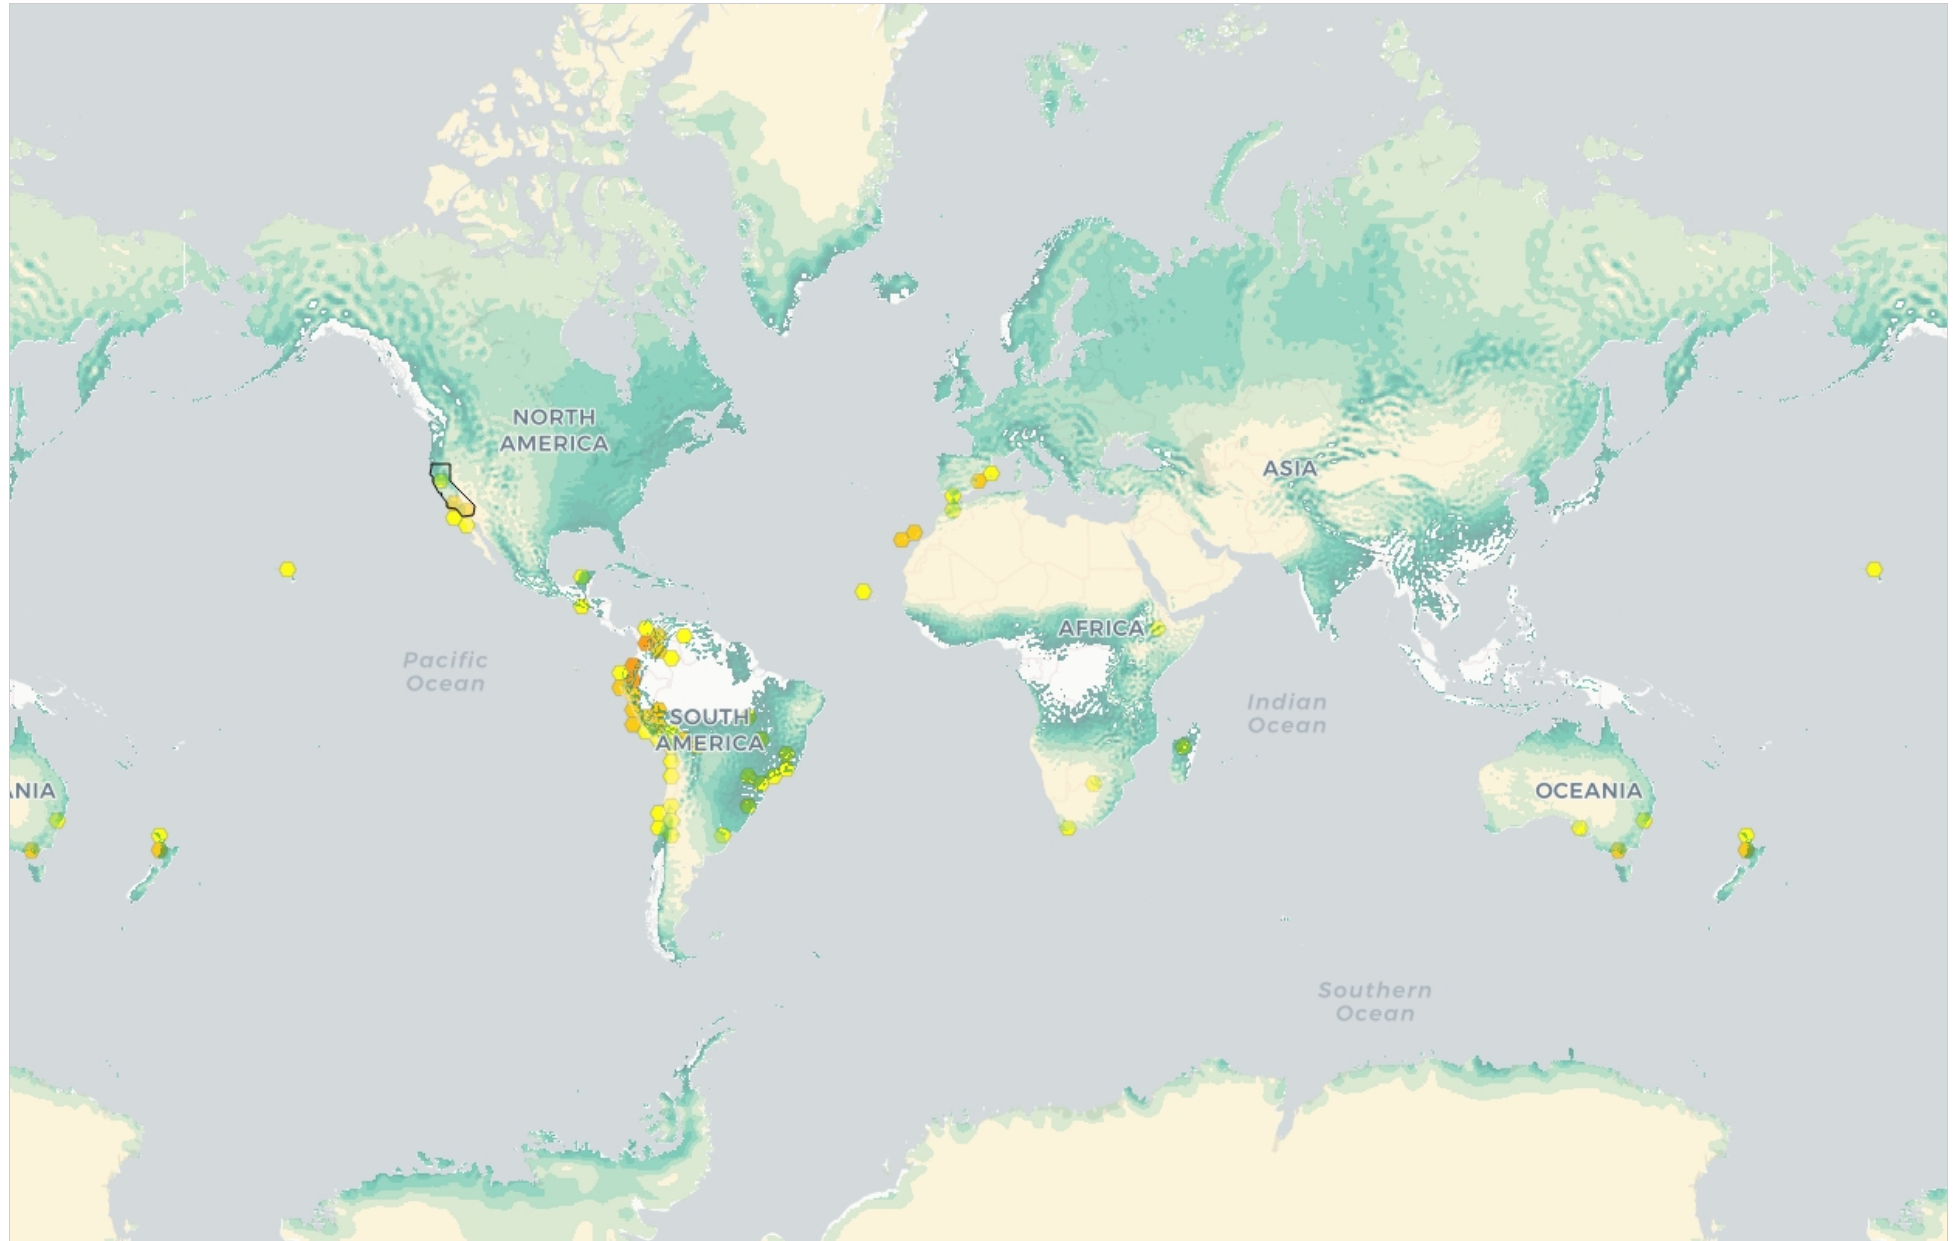 NORTH
AMERICA
ASIA
AFRICA
Pacific
Ocean
SOUTH
AMERICA
Indian
Ocean
ANIA
OCEANIA
Southern
Ocean